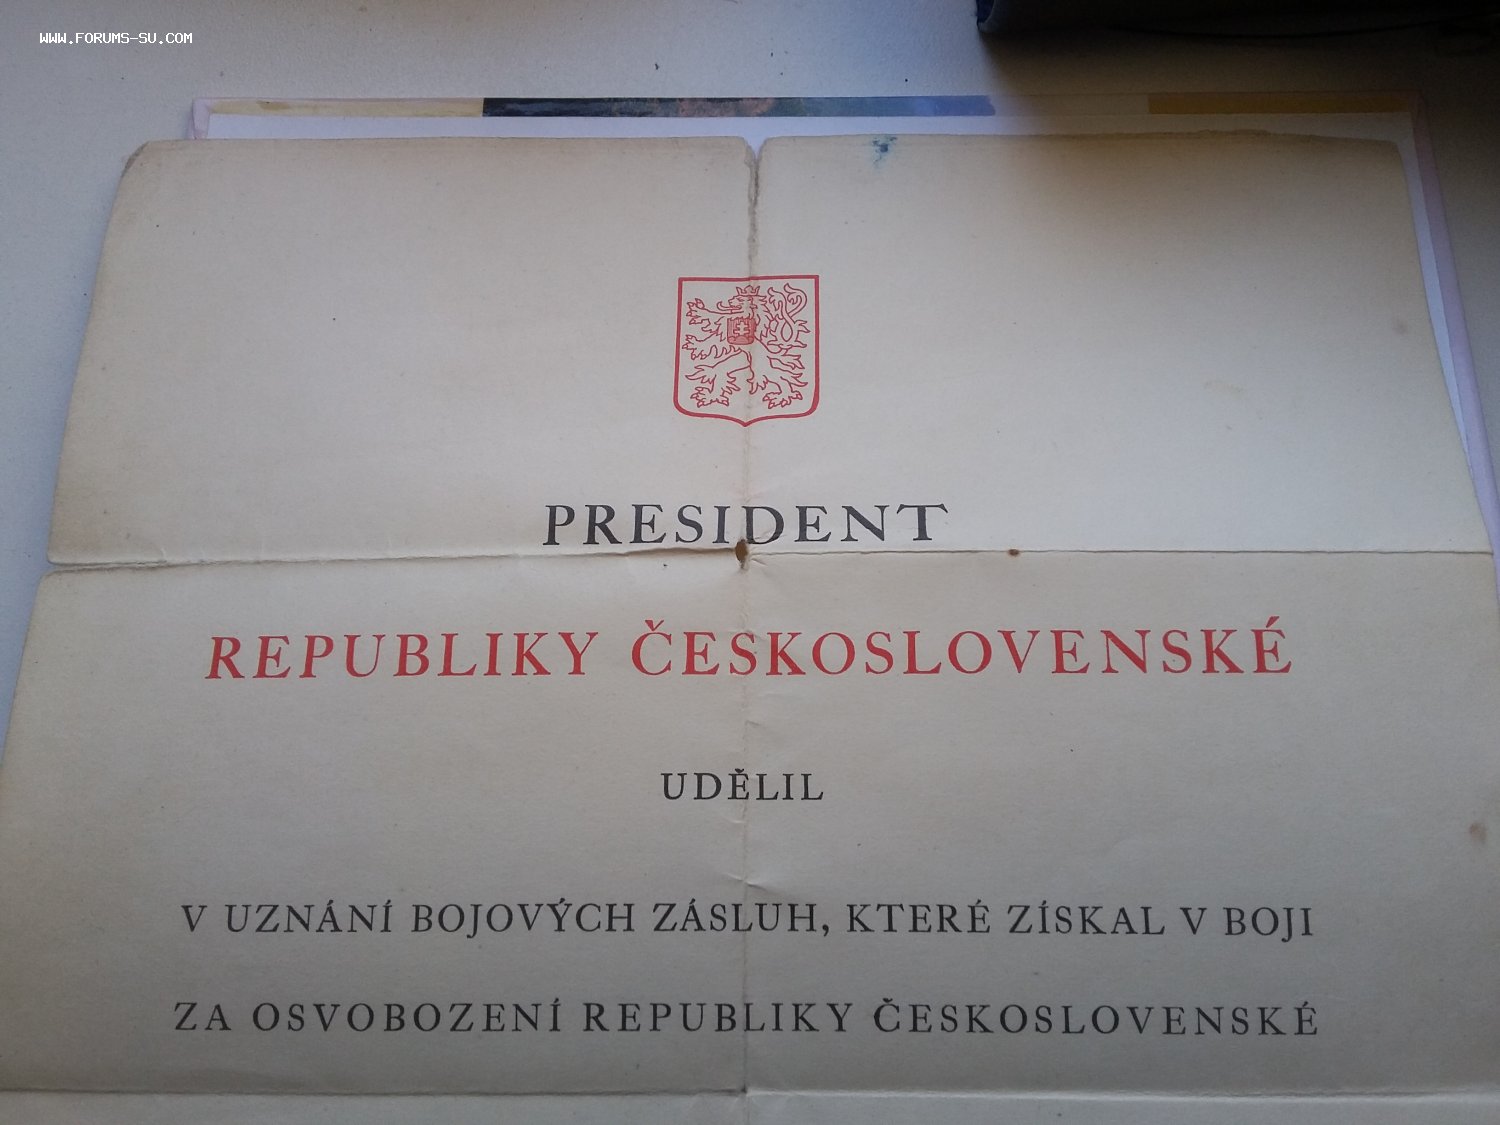 WWW.FORUMS-SU.COM
PRESIDENT
REPUBLIKY ČESKOSLOVENSKÉ
UDĚLIL
V UZNÁNÍ BOJOVÝCH ZÁSLUH, KTERÉ ZÍSKAL V BOJI
ZA OSVOBOZENÍ REPUBLIKY ČESKOSLOVENSKÉ